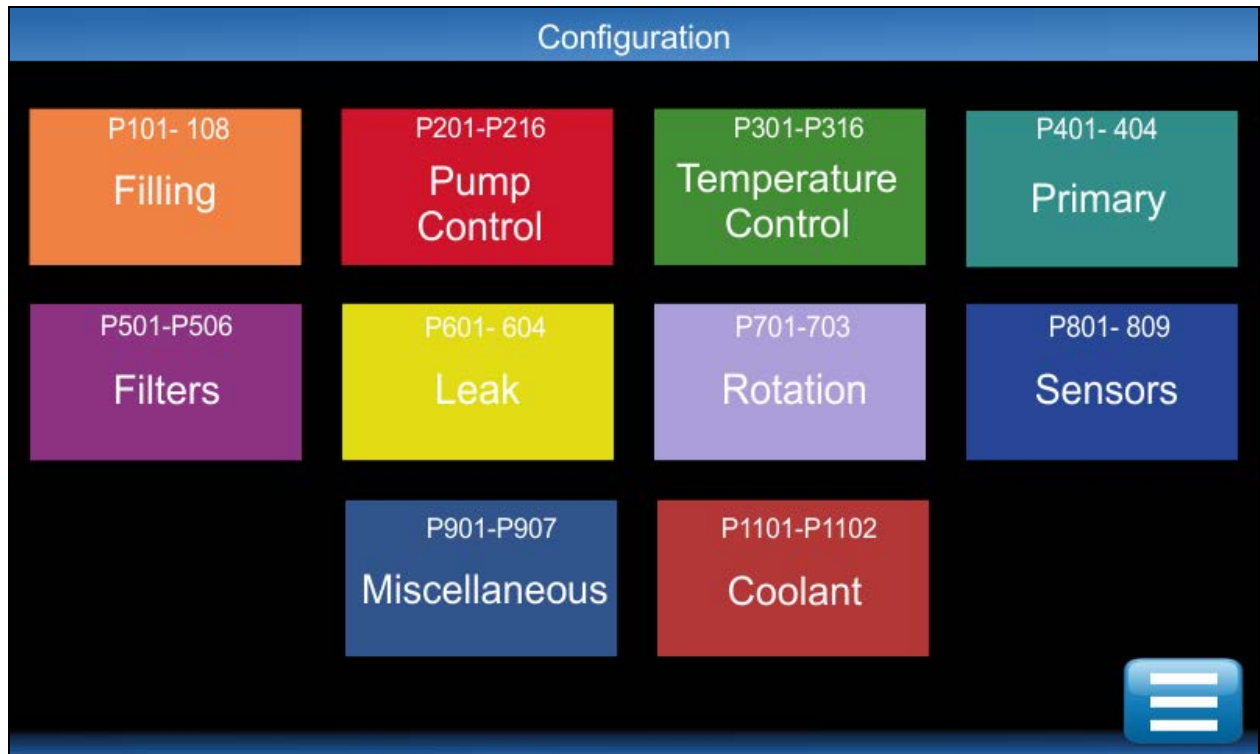 Configuration
P101- 108
Filling
P201-P216
Pump
Control
P301-P316
Temperature
Control
P401- 404
Primary
P501-P506
Filters
P601- 604
Leak
P701-703
Rotation
P801- 809
Sensors
P901-P907
Miscellaneous
P1101-P1102
Coolant